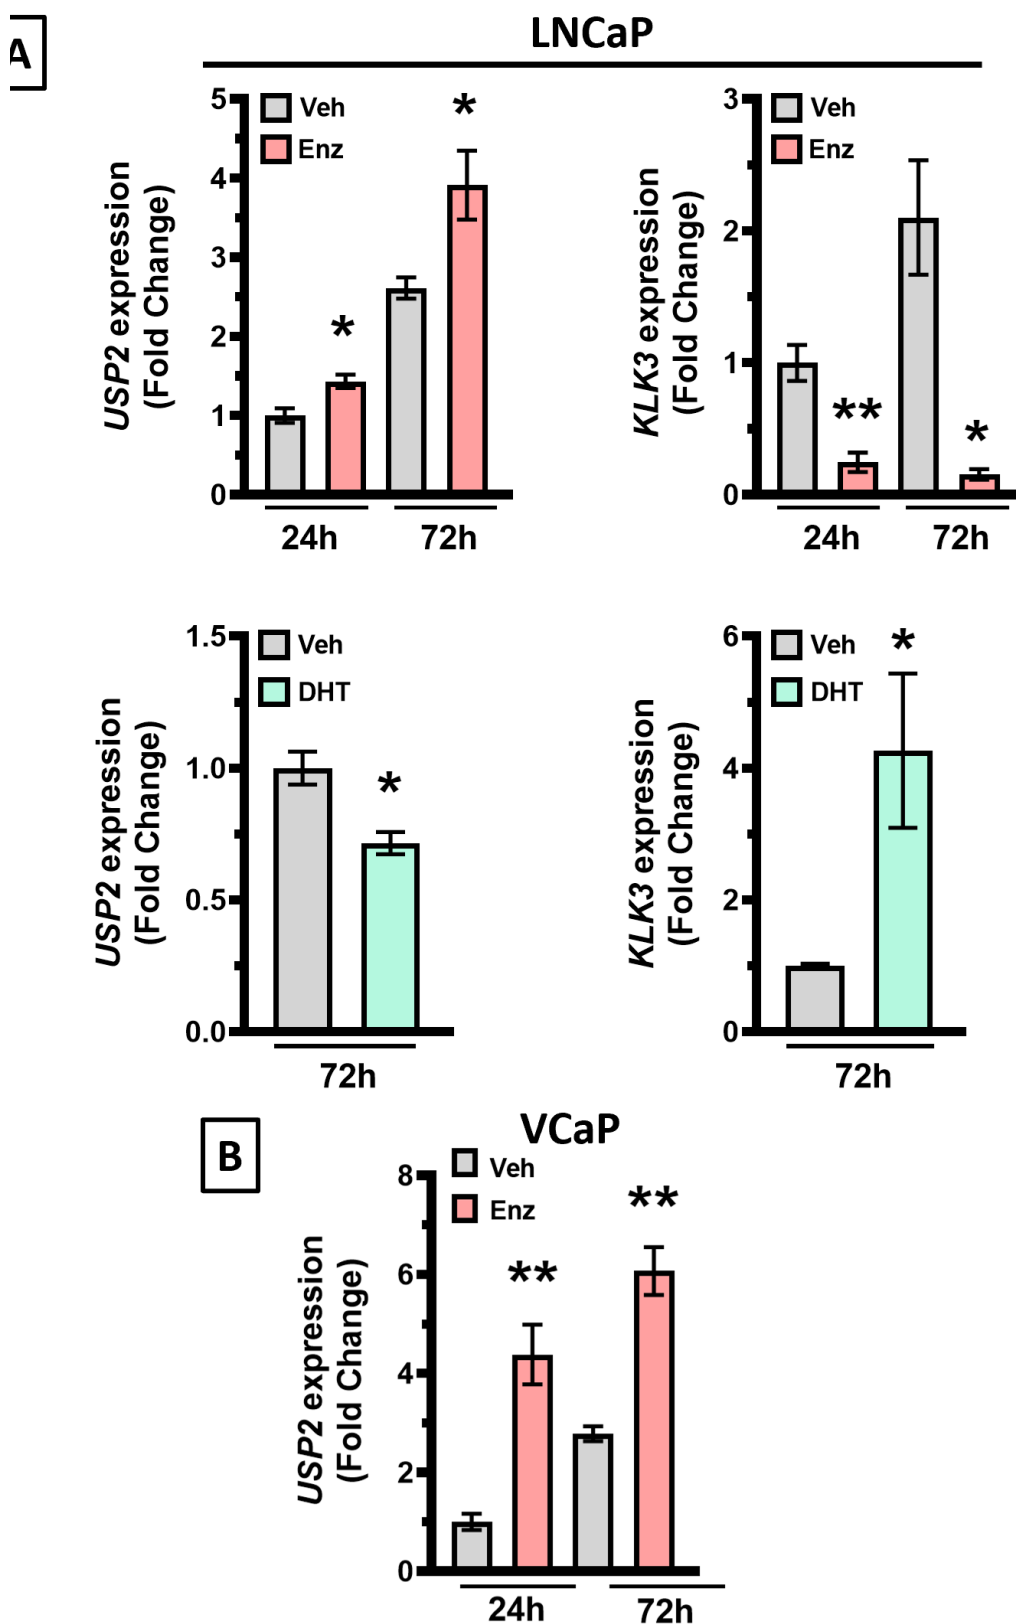 A
LNCaP
USP2 expression
(Fold Change)
5
4
3
2
1
0
Veh
Enz
*
*
24h
72h
KLK3 expression
(Fold Change)
3
2
1
0
Veh
Enz
**
*
24h
72h
USP2 expression
(Fold Change)
1.5
1.0
0.5
0.0
Veh
DHT
*
72h
KLK3 expression
(Fold Change)
6
4
2
0
Veh
DHT
*
72h
B
VCaP
USP2 expression
(Fold Change)
8
6
4
2
0
Veh
Enz
**
**
24h
72h